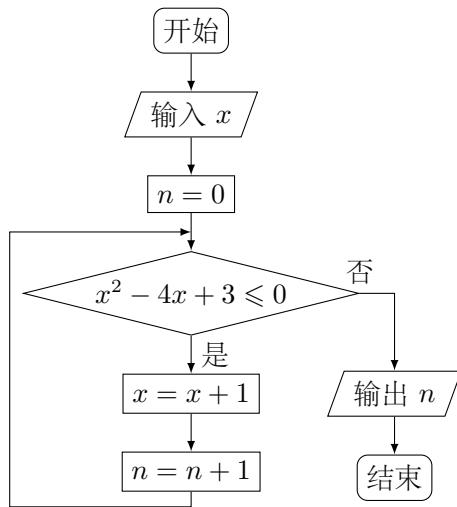 开始
输入 x
n = 0
x² − 4x + 3 ⩽ 0
否
是
x = x + 1
输出 n
n = n + 1
结束